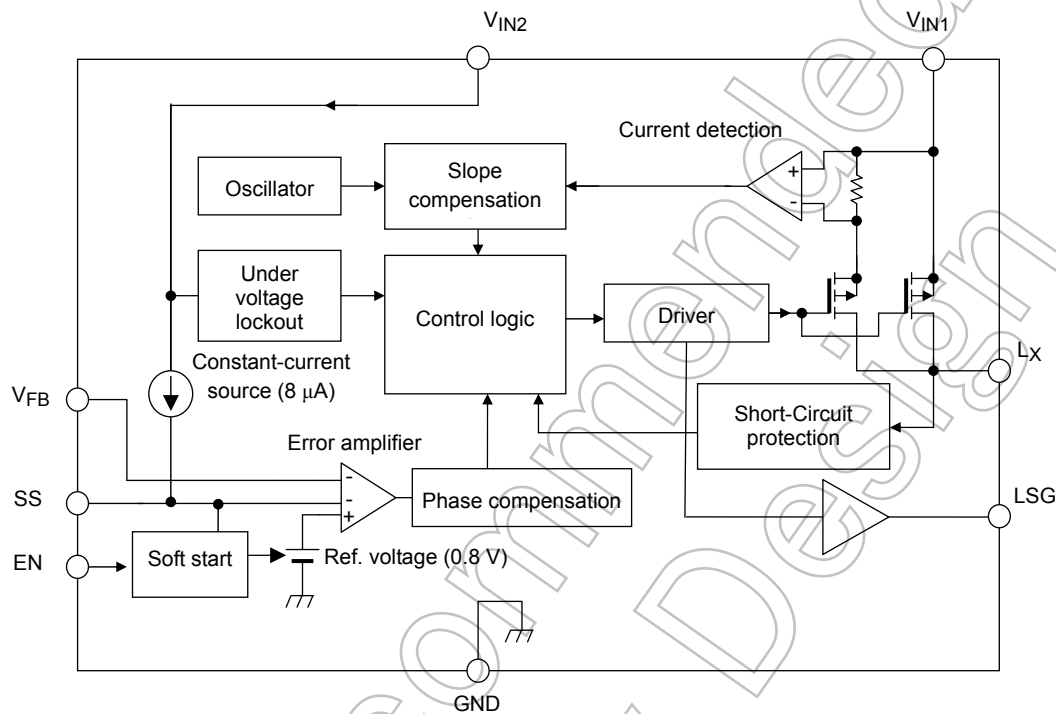 VIN2
VIN1
Current detection
+
-
Oscillator
Slope
compensation
Under
voltage
lockout
Control logic
Driver
LX
Constant-current
source (8 μA)
VFB
Short-Circuit
protection
Error amplifier
-
SS
-
+
Phase compensation
LSG
EN
Soft start
Ref. voltage (0.8 V)
GND